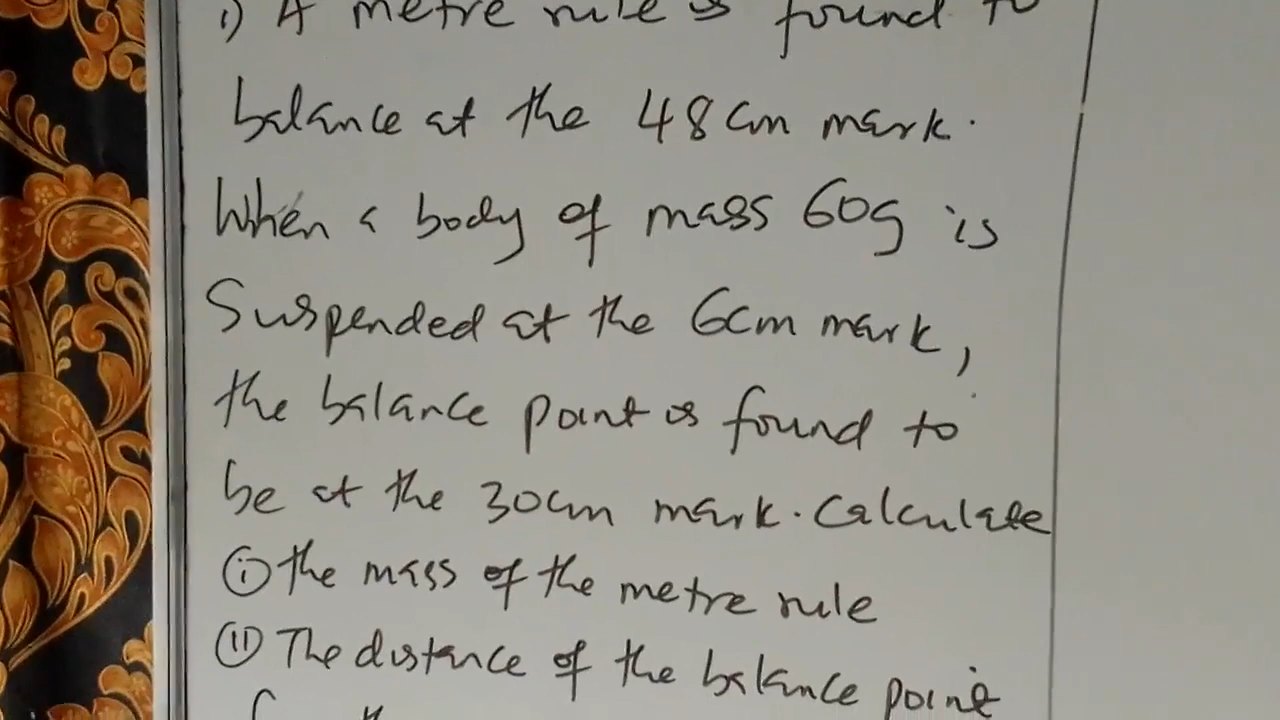 1) A metre rule is found to
balance at the 48cm mark.
When a body of mass 60g is
Suspended at the 6cm mark,
the balance point is found to
be at the 30cm mark. Calculate
(i) the mass of the metre rule
(ii) The distance of the balance point